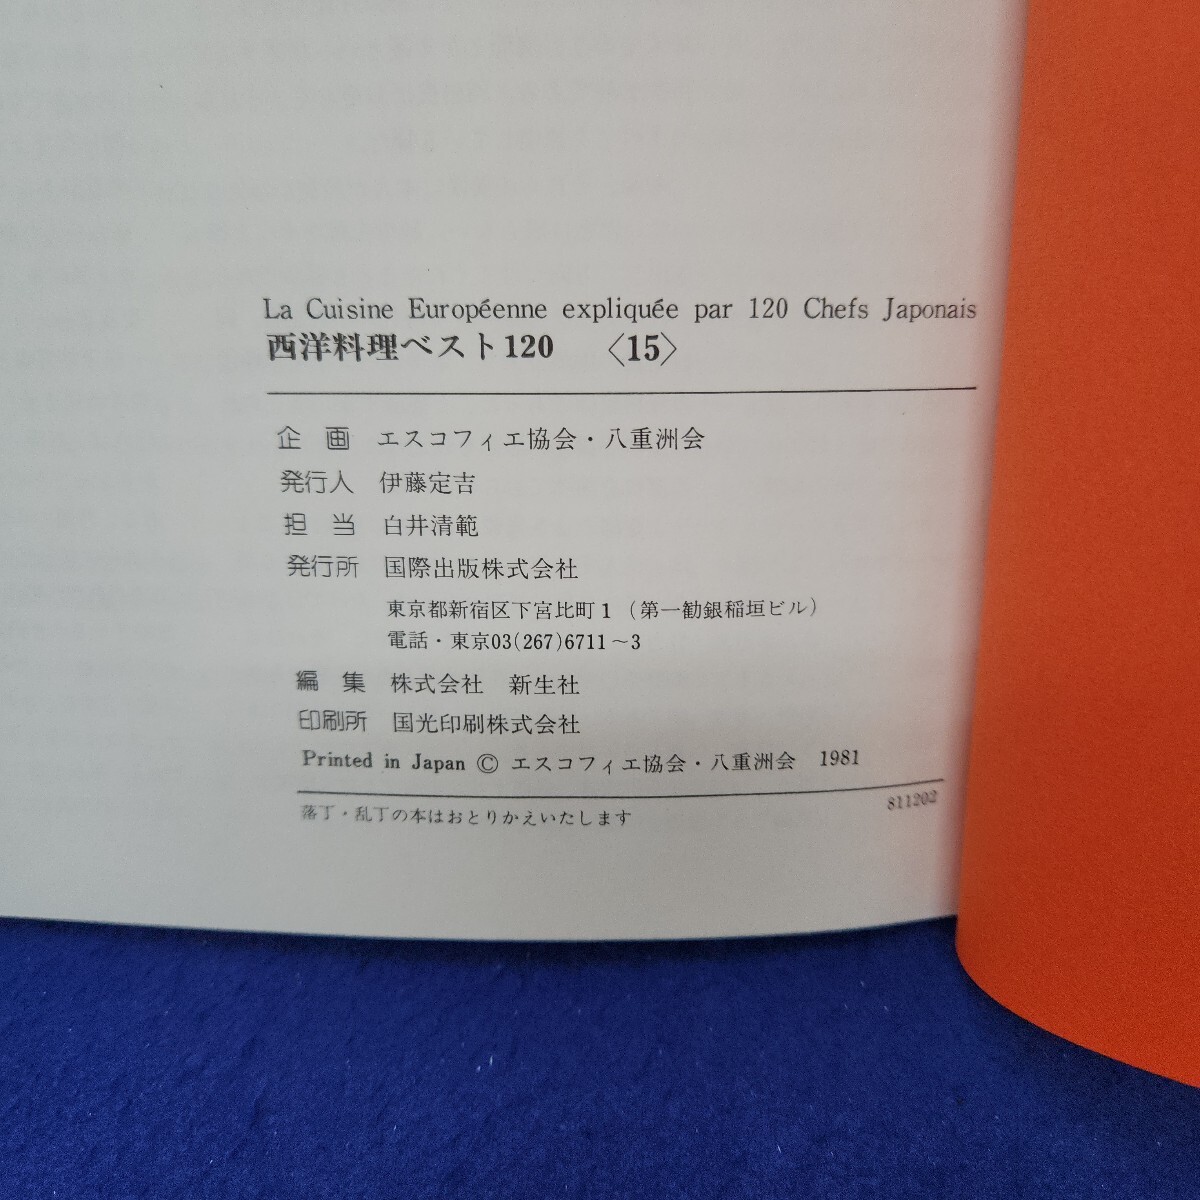 La Cuisine Européenne expliquée par 120 Chefs Japonais
西洋料理ベスト120 〈15〉
企画 エスコフィエ協会・八重洲会
発行人 伊藤定吉
担当 白井清範
発行所 国際出版株式会社
東京都新宿区下宮比町1（第一勧銀稲垣ビル）
電話・東京03(267)6711～3
編集 株式会社 新生社
印刷所 国光印刷株式会社
Printed in Japan © エスコフィエ協会・八重洲会 1981
811202
落丁・乱丁の本はおとりかえいたします